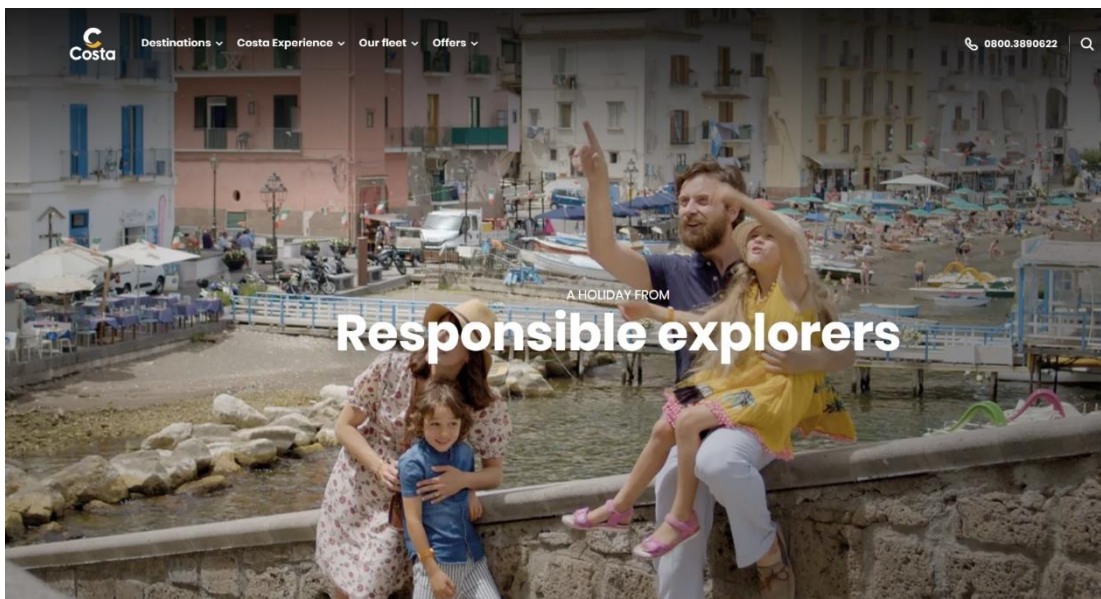 Costa
Destinations Costa Experience Our fleet Offers
0800.3890622
A HOLIDAY FROM
Responsible explorers